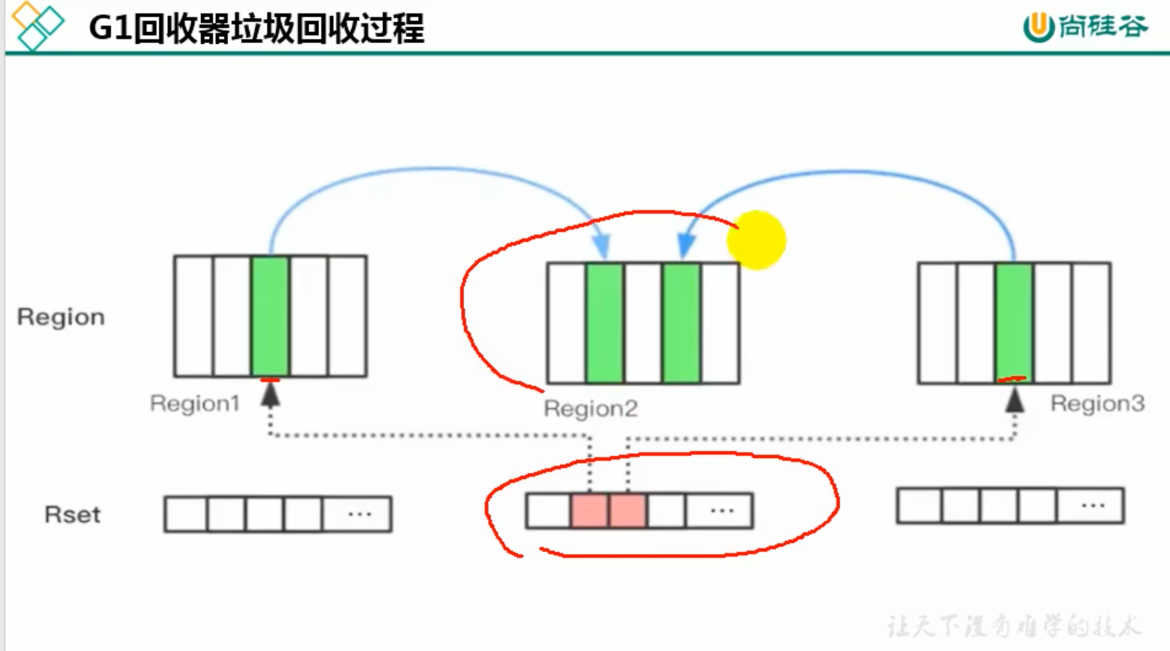 G1回收器垃圾回收过程
尚硅谷
Region
Region1
Region2
Region3
Rset
...
...
...
让天下没有难学的技术